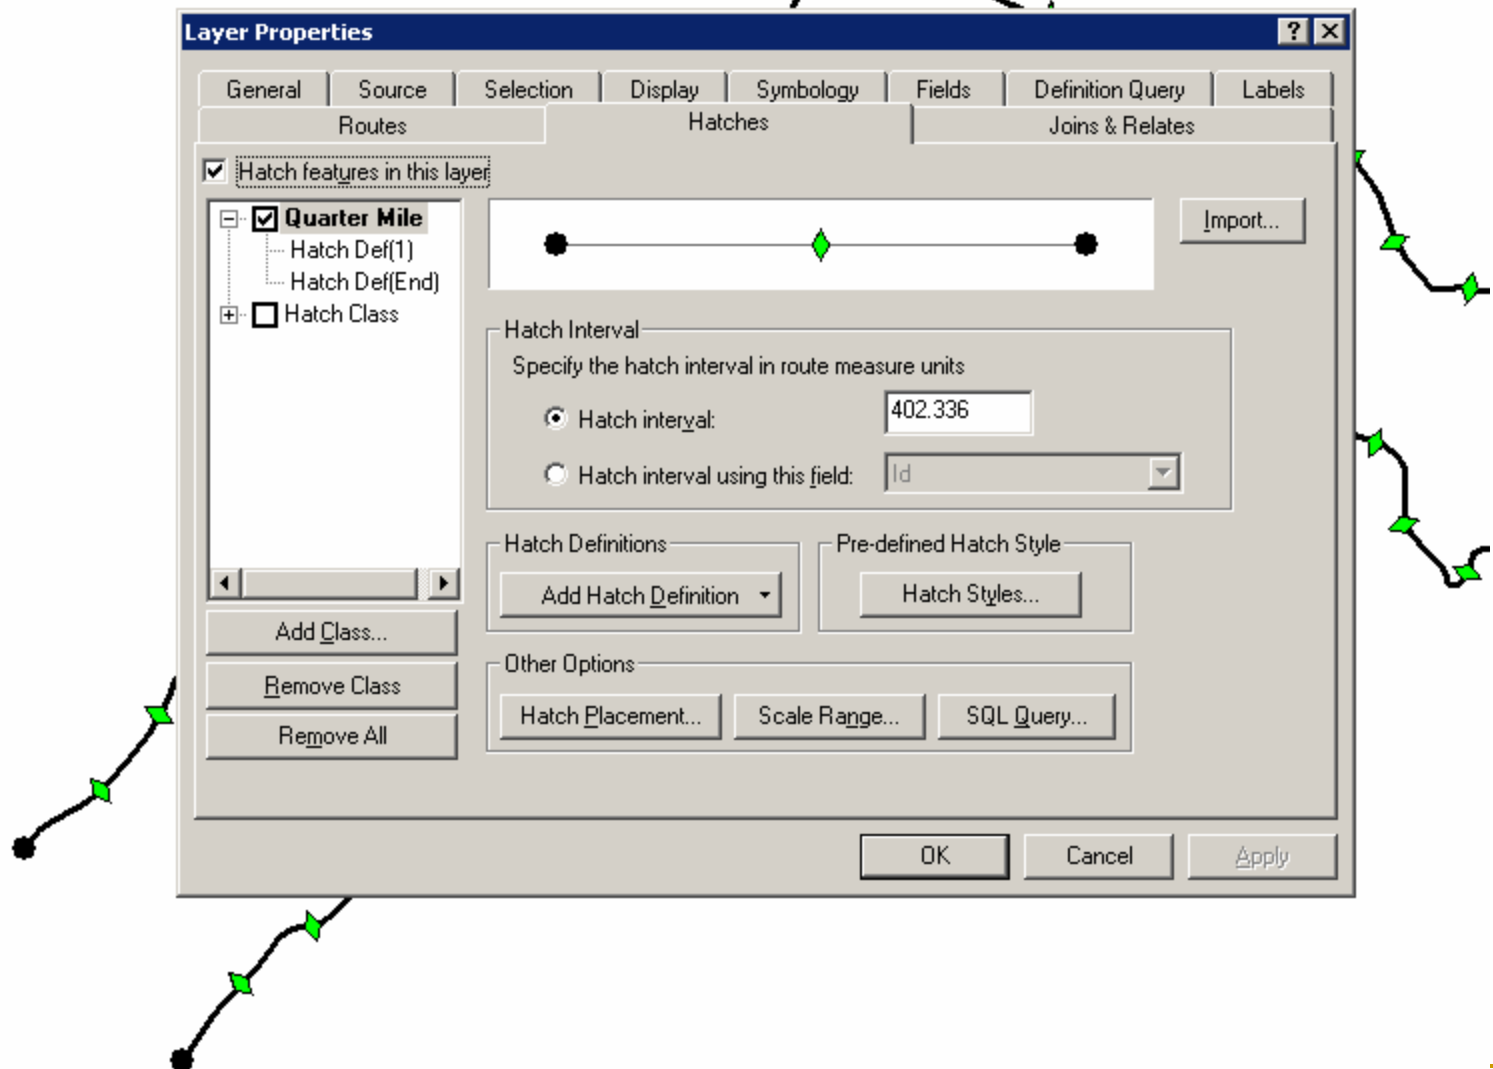 Layer Properties
General Source Selection Display Symbology Fields Definition Query Labels
Routes Hatches Joins & Relates
Hatch features in this layer
Quarter Mile
Hatch Def(1)
Hatch Def(End)
Hatch Class
Import...
Hatch Interval
Specify the hatch interval in route measure units
Hatch interval: 402.336
Hatch interval using this field: Id
Hatch Definitions
Add Hatch Definition
Pre-defined Hatch Style
Hatch Styles...
Add Class...
Remove Class
Remove All
Other Options
Hatch Placement... Scale Range... SQL Query...
OK Cancel Apply